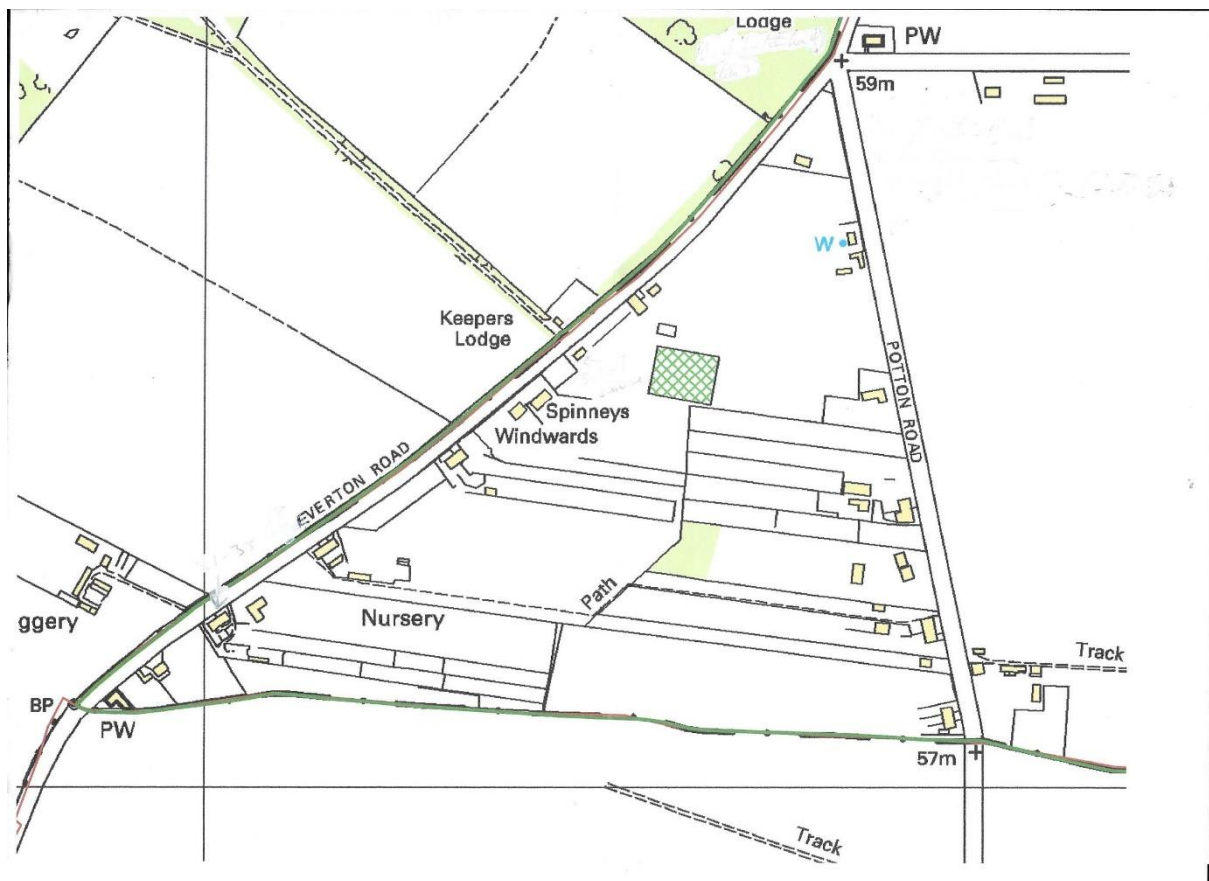 Lodge
PW
59m
W
Keepers
Lodge
POTTON ROAD
Spinneys
Windwards
EVERTON ROAD
Path
ggery
Nursery
Track
BP
PW
57m
Track